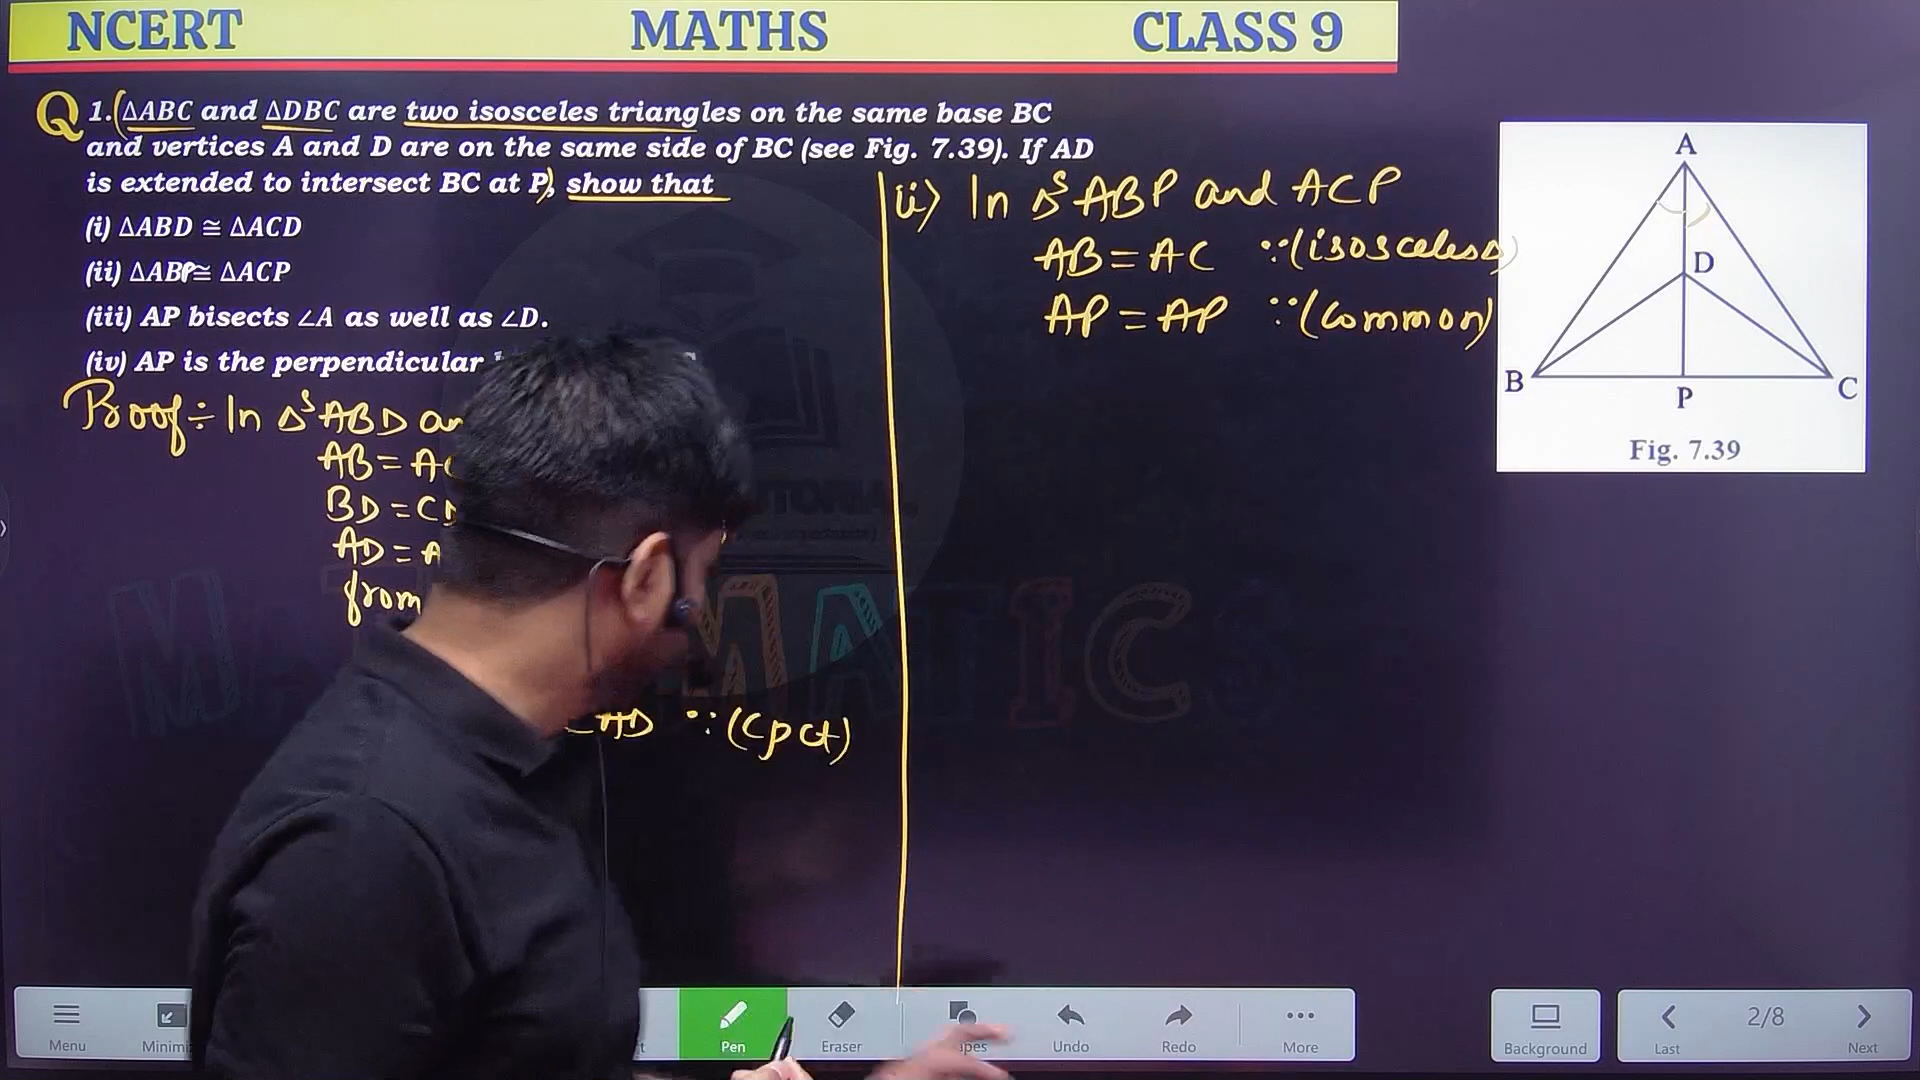 NCERT MATHS CLASS 9
Q 1. ΔABC and ΔDBC are two isosceles triangles on the same base BC
and vertices A and D are on the same side of BC (see Fig. 7.39). If AD
is extended to intersect BC at P, show that
(i) ΔABD ≅ ΔACD
(ii) ΔABP ≅ ΔACP
(iii) AP bisects ∠A as well as ∠D.
(iv) AP is the perpendicular
Proof÷ In Δˢ ABD
AB = AC
BD = CD
AD =
from
CAD ∵ (Cpct)
ii) In Δˢ ABP and ACP
AB = AC ∵ (isosceles Δ)
AP = AP ∵ (Common)
A
D
B
P
C
Fig. 7.39
MATICS
Menu
Pen
Eraser
Undo
Redo
More
Background
Last
2/8
Next